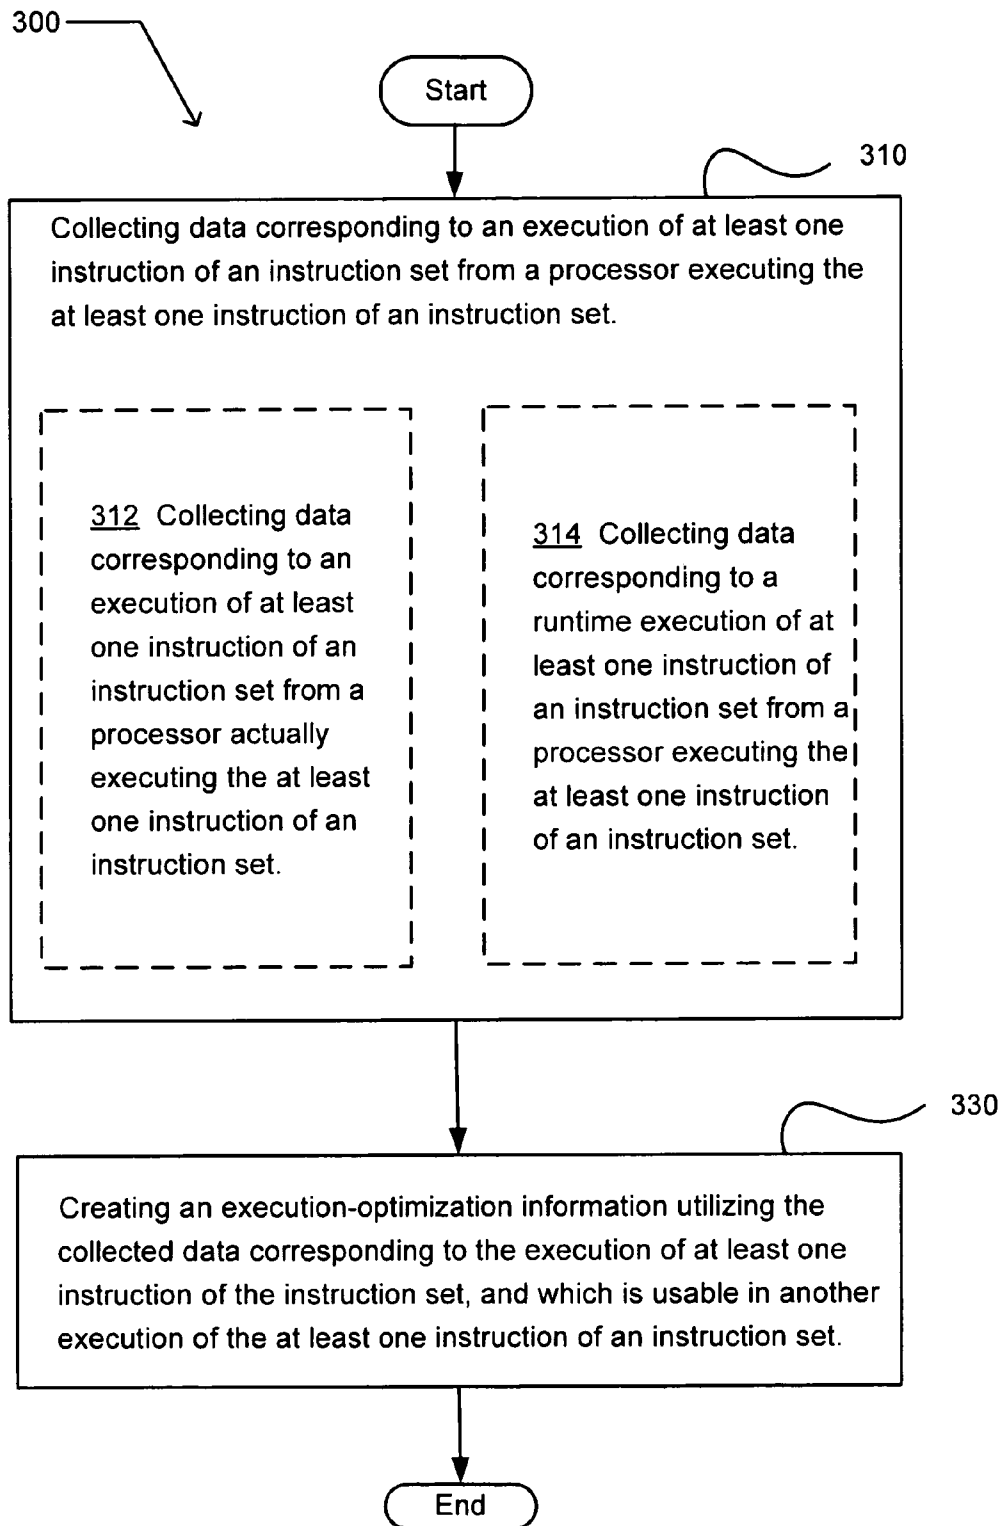 300
Start
310
Collecting data corresponding to an execution of at least one
instruction of an instruction set from a processor executing the
at least one instruction of an instruction set.
312 Collecting data
corresponding to an
execution of at least
one instruction of an
instruction set from a
processor actually
executing the at least
one instruction of an
instruction set.
314 Collecting data
corresponding to a
runtime execution of at
least one instruction of
an instruction set from a
processor executing the
at least one instruction
of an instruction set.
330
Creating an execution-optimization information utilizing the
collected data corresponding to the execution of at least one
instruction of the instruction set, and which is usable in another
execution of the at least one instruction of an instruction set.
End